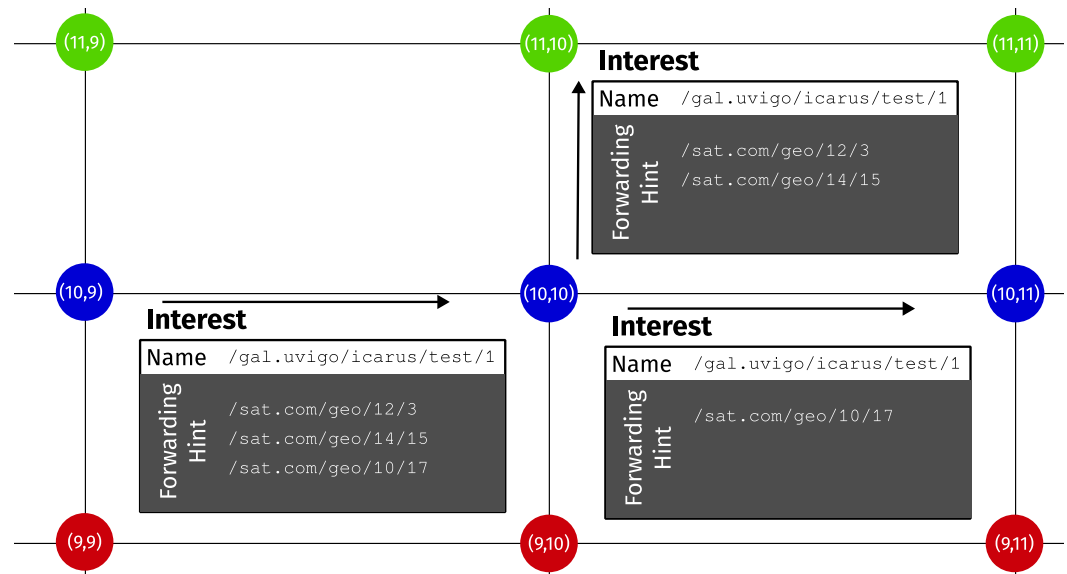 (11,9)
(11,10)
(11,11)
Interest
Name /gal.uvigo/icarus/test/1
Forwarding
Hint
/sat.com/geo/12/3
/sat.com/geo/14/15
(10,9)
(10,10)
(10,11)
Interest
Name /gal.uvigo/icarus/test/1
Forwarding
Hint
/sat.com/geo/12/3
/sat.com/geo/14/15
/sat.com/geo/10/17
Interest
Name /gal.uvigo/icarus/test/1
Forwarding
Hint
/sat.com/geo/10/17
(9,9)
(9,10)
(9,11)